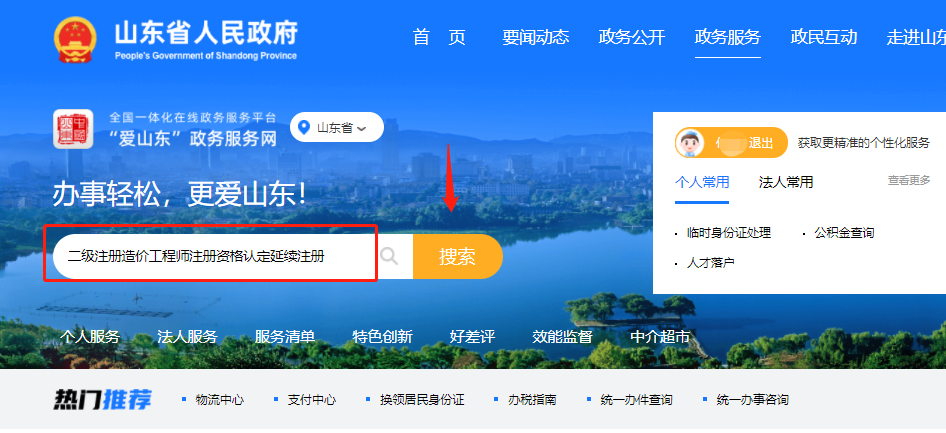 山东省人民政府
People's Government of Shandong Province
首 页 要闻动态 政务公开 政务服务 政民互动 走进山东
全国一体化在线政务服务平台
“爱山东”政务服务网
山东省
退出 获取更精准的个性化服务
个人常用 法人常用 查看更多
临时身份证处理 公积金查询
人才落户
办事轻松，更爱山东！
二级注册造价工程师注册资格认定延续注册
搜索
个人服务 法人服务 服务清单 特色创新 好差评 效能监督 中介超市
热门推荐 物流中心 支付中心 换领居民身份证 办税指南 统一办件查询 统一办事咨询